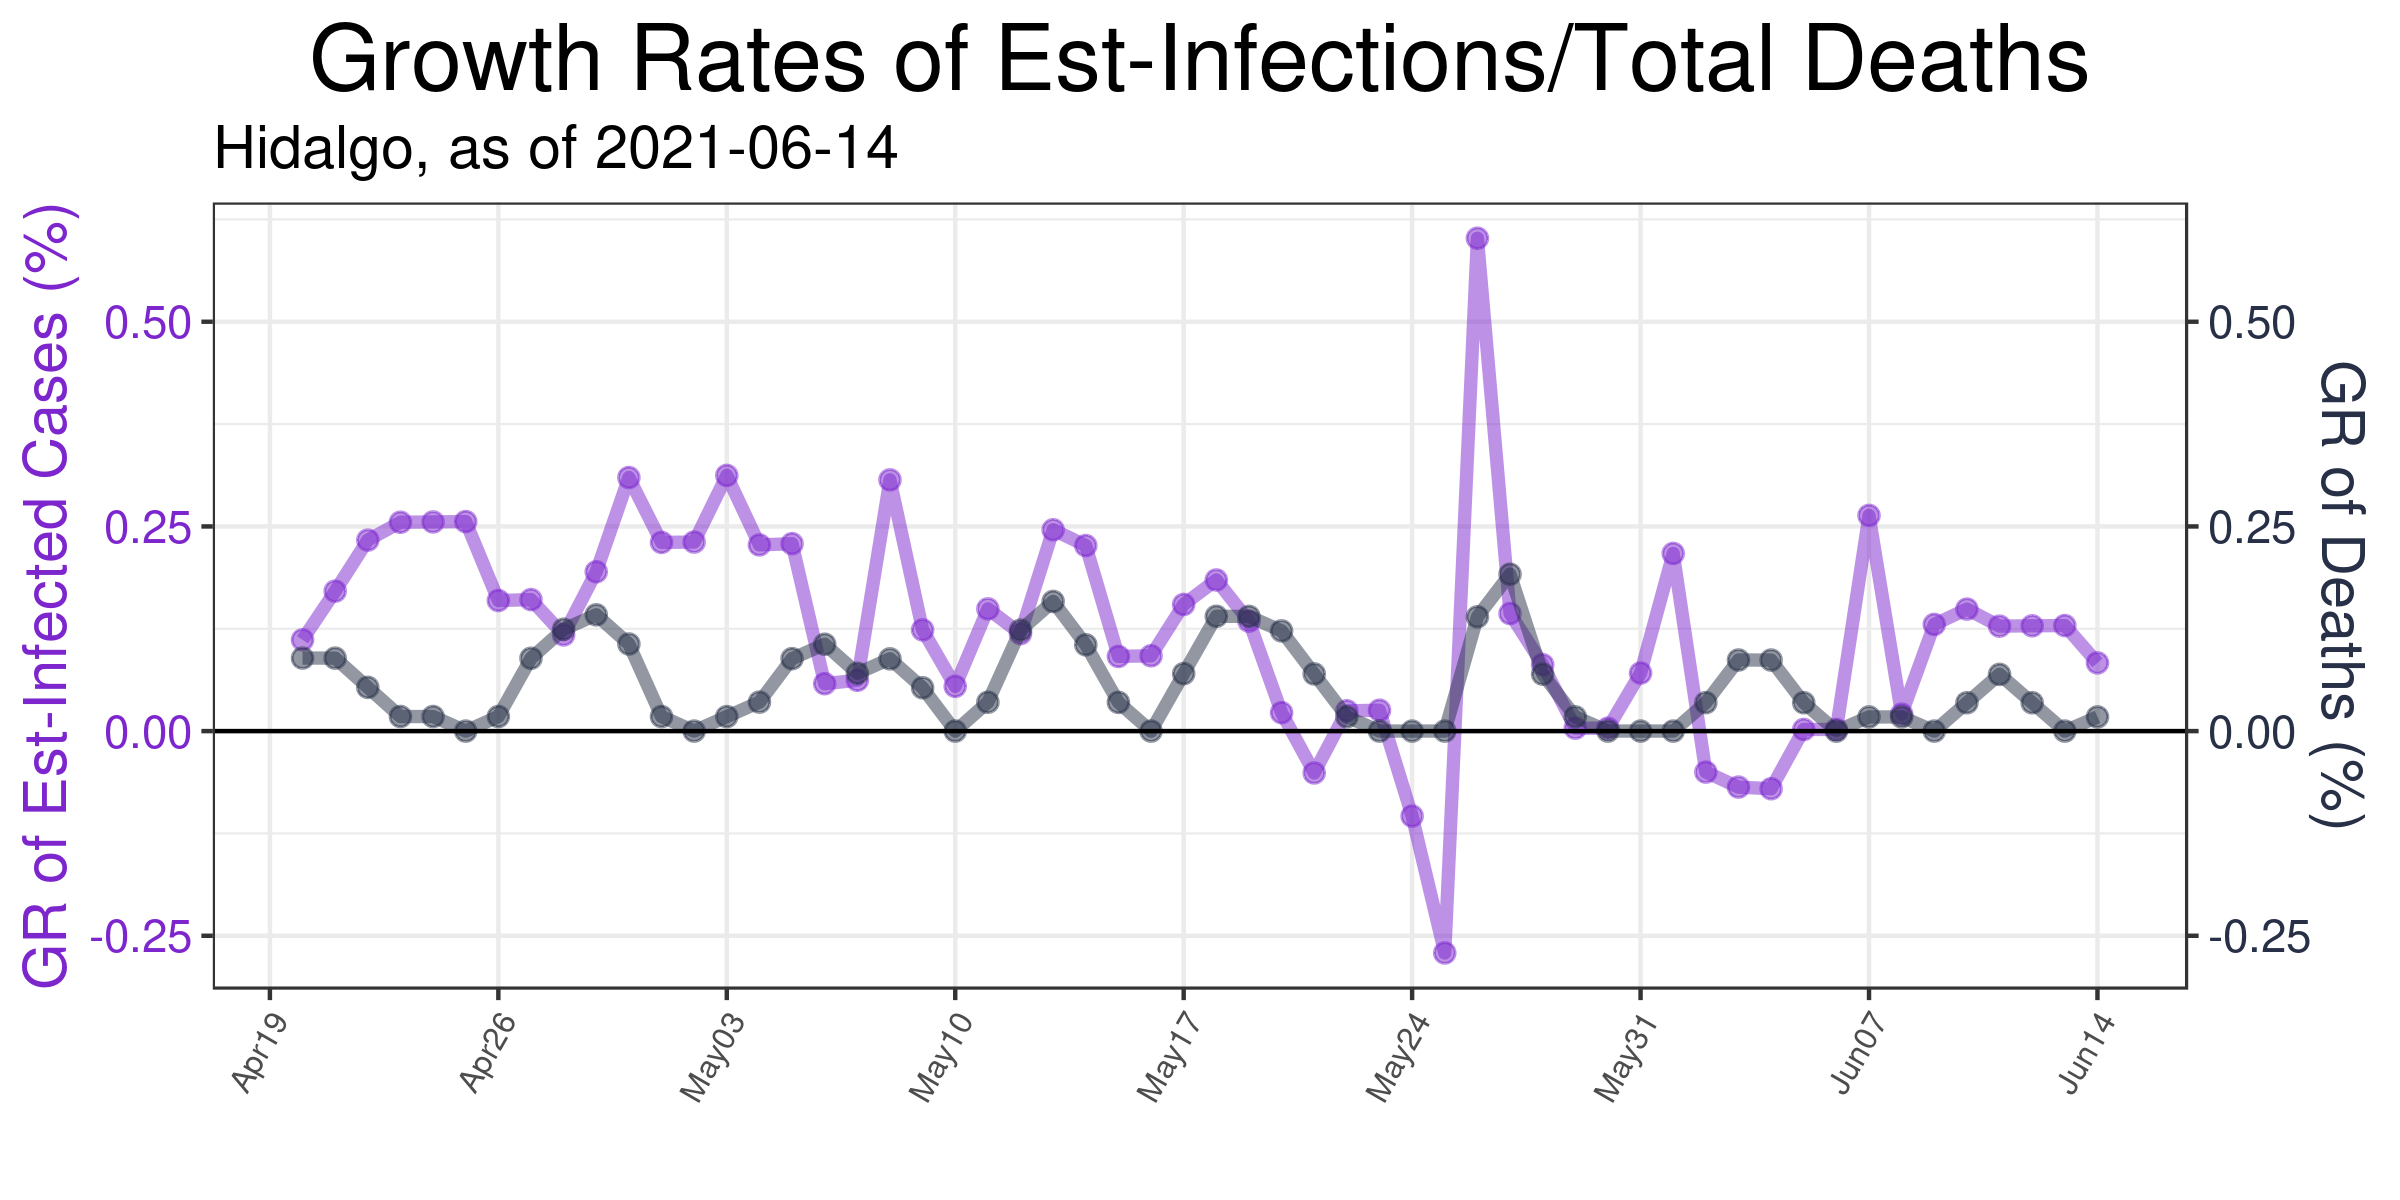 Growth Rates of Est-Infections/Total Deaths
Hidalgo, as of 2021-06-14
GR of Est-Infected Cases (%)
0.50
0.25
0.00
-0.25
0.50
0.25
0.00
-0.25
GR of Deaths (%)
Apr19
Apr26
May03
May10
May17
May24
May31
Jun07
Jun14